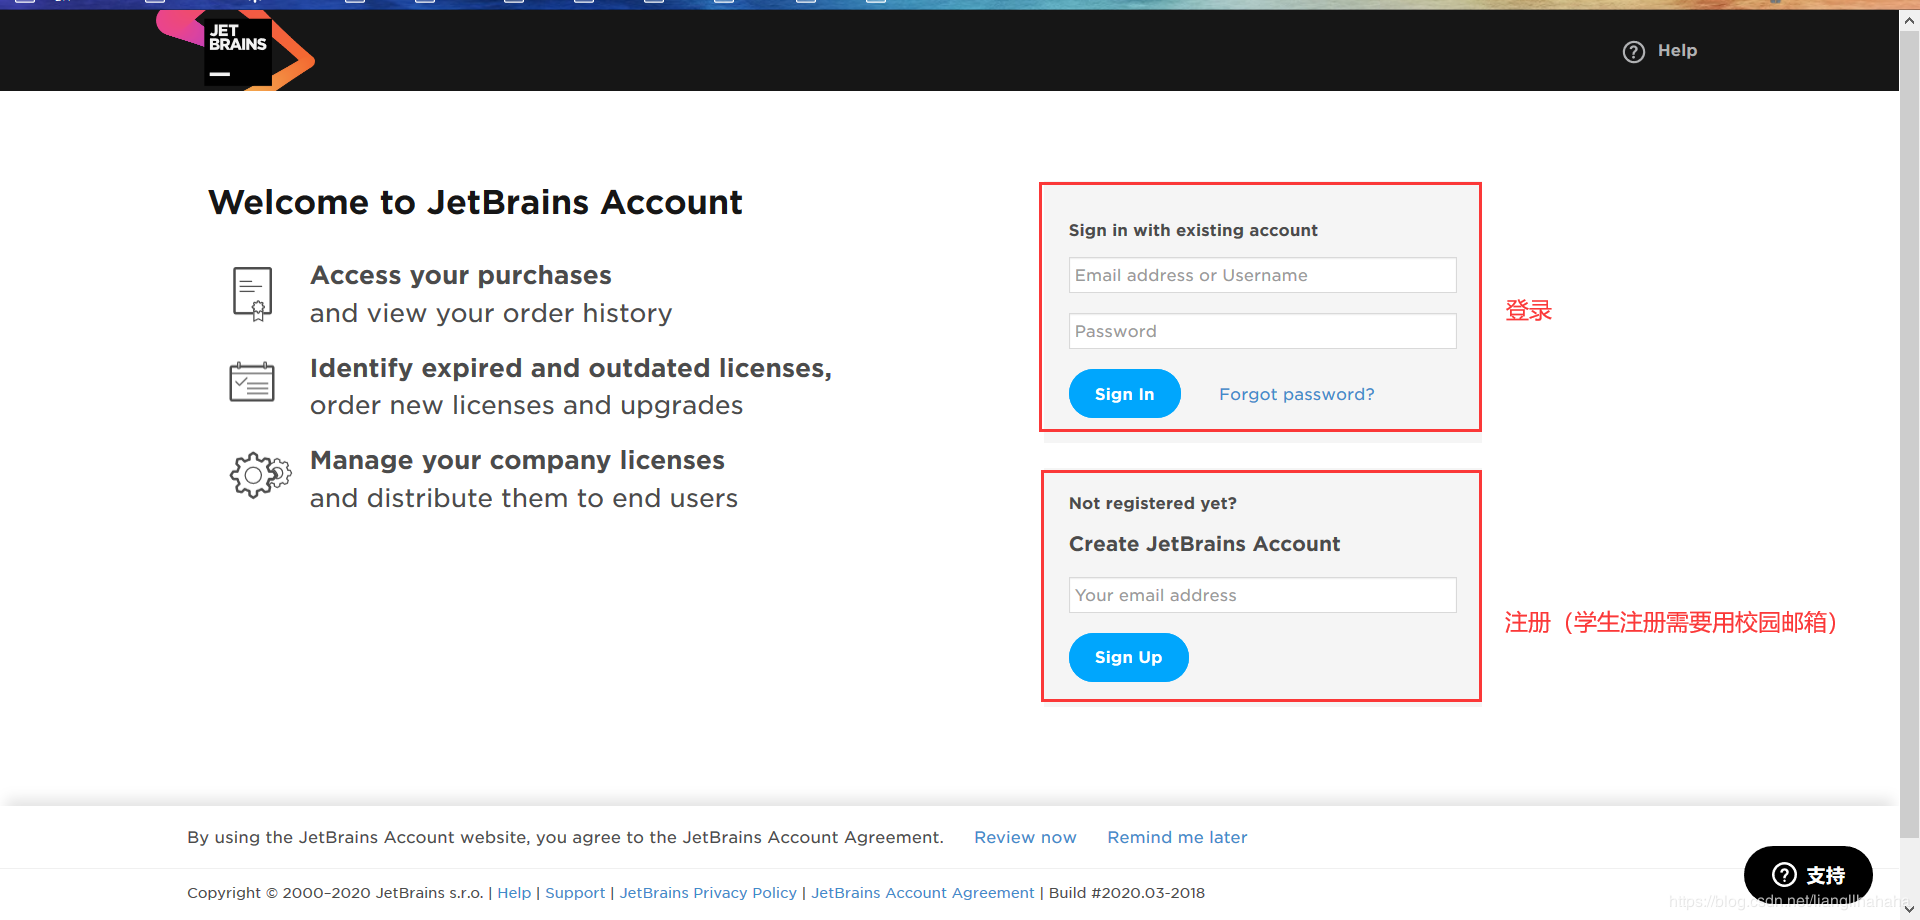 JET
BRAINS
Help
Welcome to JetBrains Account
Access your purchases
and view your order history
Identify expired and outdated licenses,
order new licenses and upgrades
Manage your company licenses
and distribute them to end users
Sign in with existing account
Email address or Username
Password
Sign In
Forgot password?
登录
Not registered yet?
Create JetBrains Account
Your email address
Sign Up
注册（学生注册需要用校园邮箱）
By using the JetBrains Account website, you agree to the JetBrains Account Agreement. Review now Remind me later
Copyright © 2000–2020 JetBrains s.r.o. | Help | Support | JetBrains Privacy Policy | JetBrains Account Agreement | Build #2020.03-2018
支持